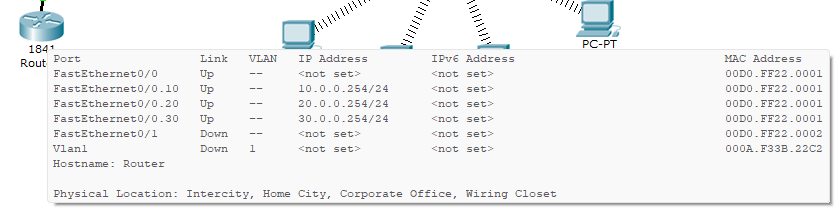 1841
Rout
PC-PT
Port Link VLAN IP Address IPv6 Address MAC Address
FastEthernet0/0 Up -- <not set> <not set> 00D0.FF22.0001
FastEthernet0/0.10 Up -- 10.0.0.254/24 <not set> 00D0.FF22.0001
FastEthernet0/0.20 Up -- 20.0.0.254/24 <not set> 00D0.FF22.0001
FastEthernet0/0.30 Up -- 30.0.0.254/24 <not set> 00D0.FF22.0001
FastEthernet0/1 Down -- <not set> <not set> 00D0.FF22.0002
Vlan1 Down 1 <not set> <not set> 000A.F33B.22C2
Hostname: Router
Physical Location: Intercity, Home City, Corporate Office, Wiring Closet